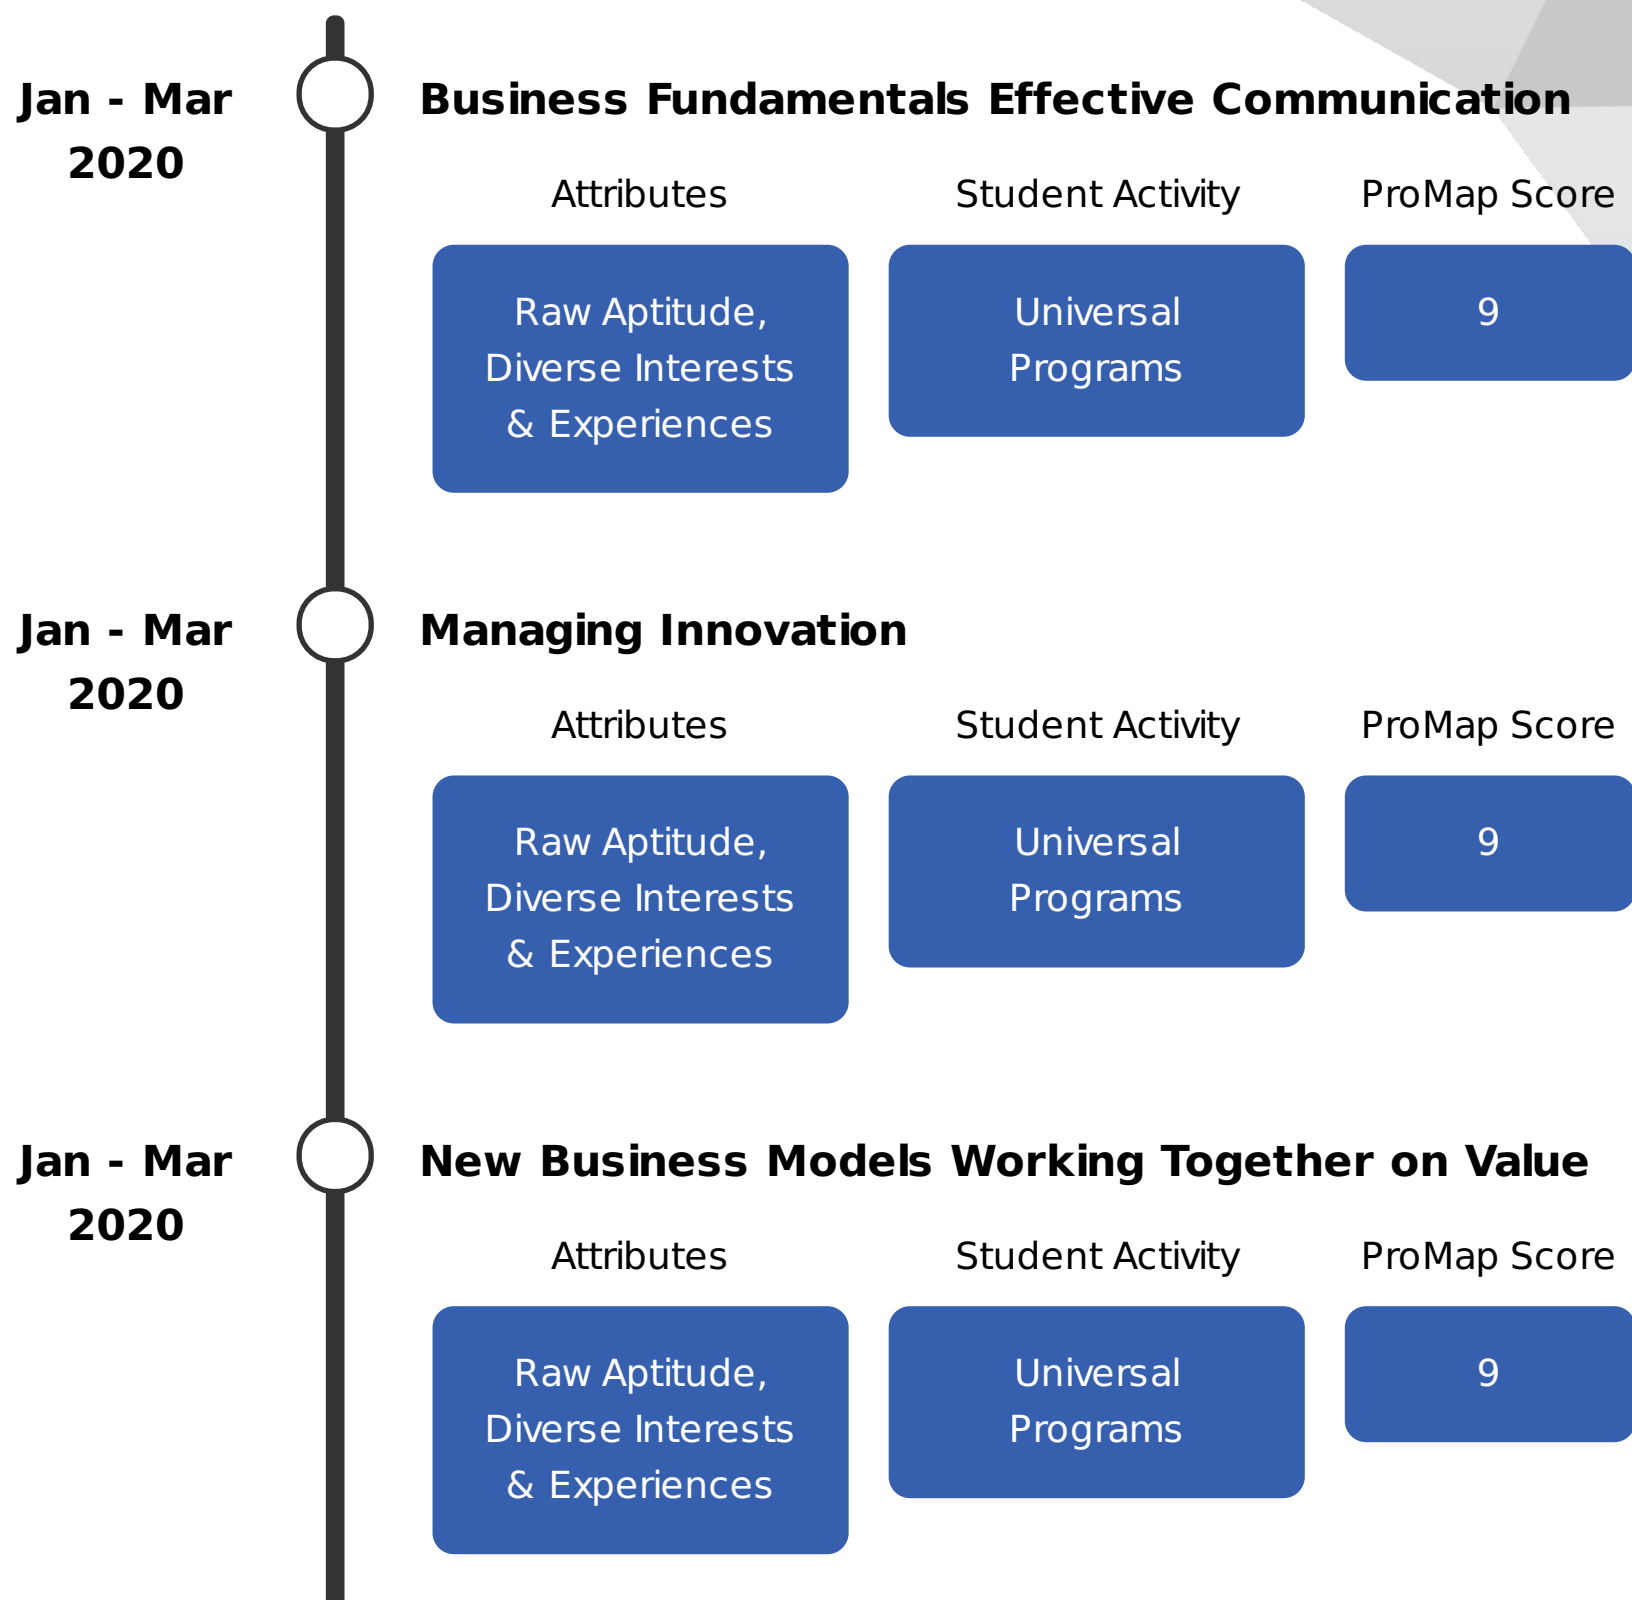 Jan - Mar
2020
Business Fundamentals Effective Communication
Attributes
Student Activity
ProMap Score
Raw Aptitude,
Diverse Interests
& Experiences
Universal
Programs
9
Jan - Mar
2020
Managing Innovation
Attributes
Student Activity
ProMap Score
Raw Aptitude,
Diverse Interests
& Experiences
Universal
Programs
9
Jan - Mar
2020
New Business Models Working Together on Value
Attributes
Student Activity
ProMap Score
Raw Aptitude,
Diverse Interests
& Experiences
Universal
Programs
9